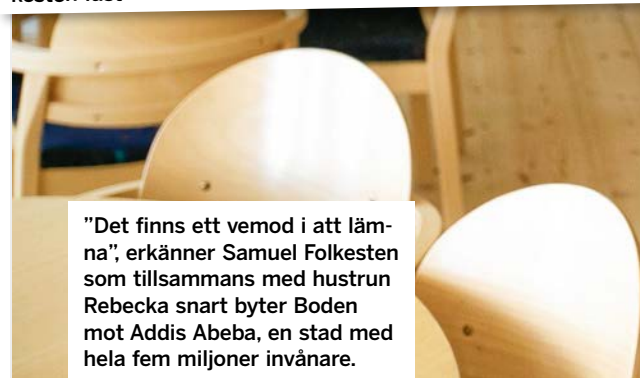 ”Det finns ett vemod i att läm-
na”, erkänner Samuel Folkesten
som tillsammans med hustrun
Rebecka snart byter Boden
mot Addis Abeba, en stad med
hela fem miljoner invånare.